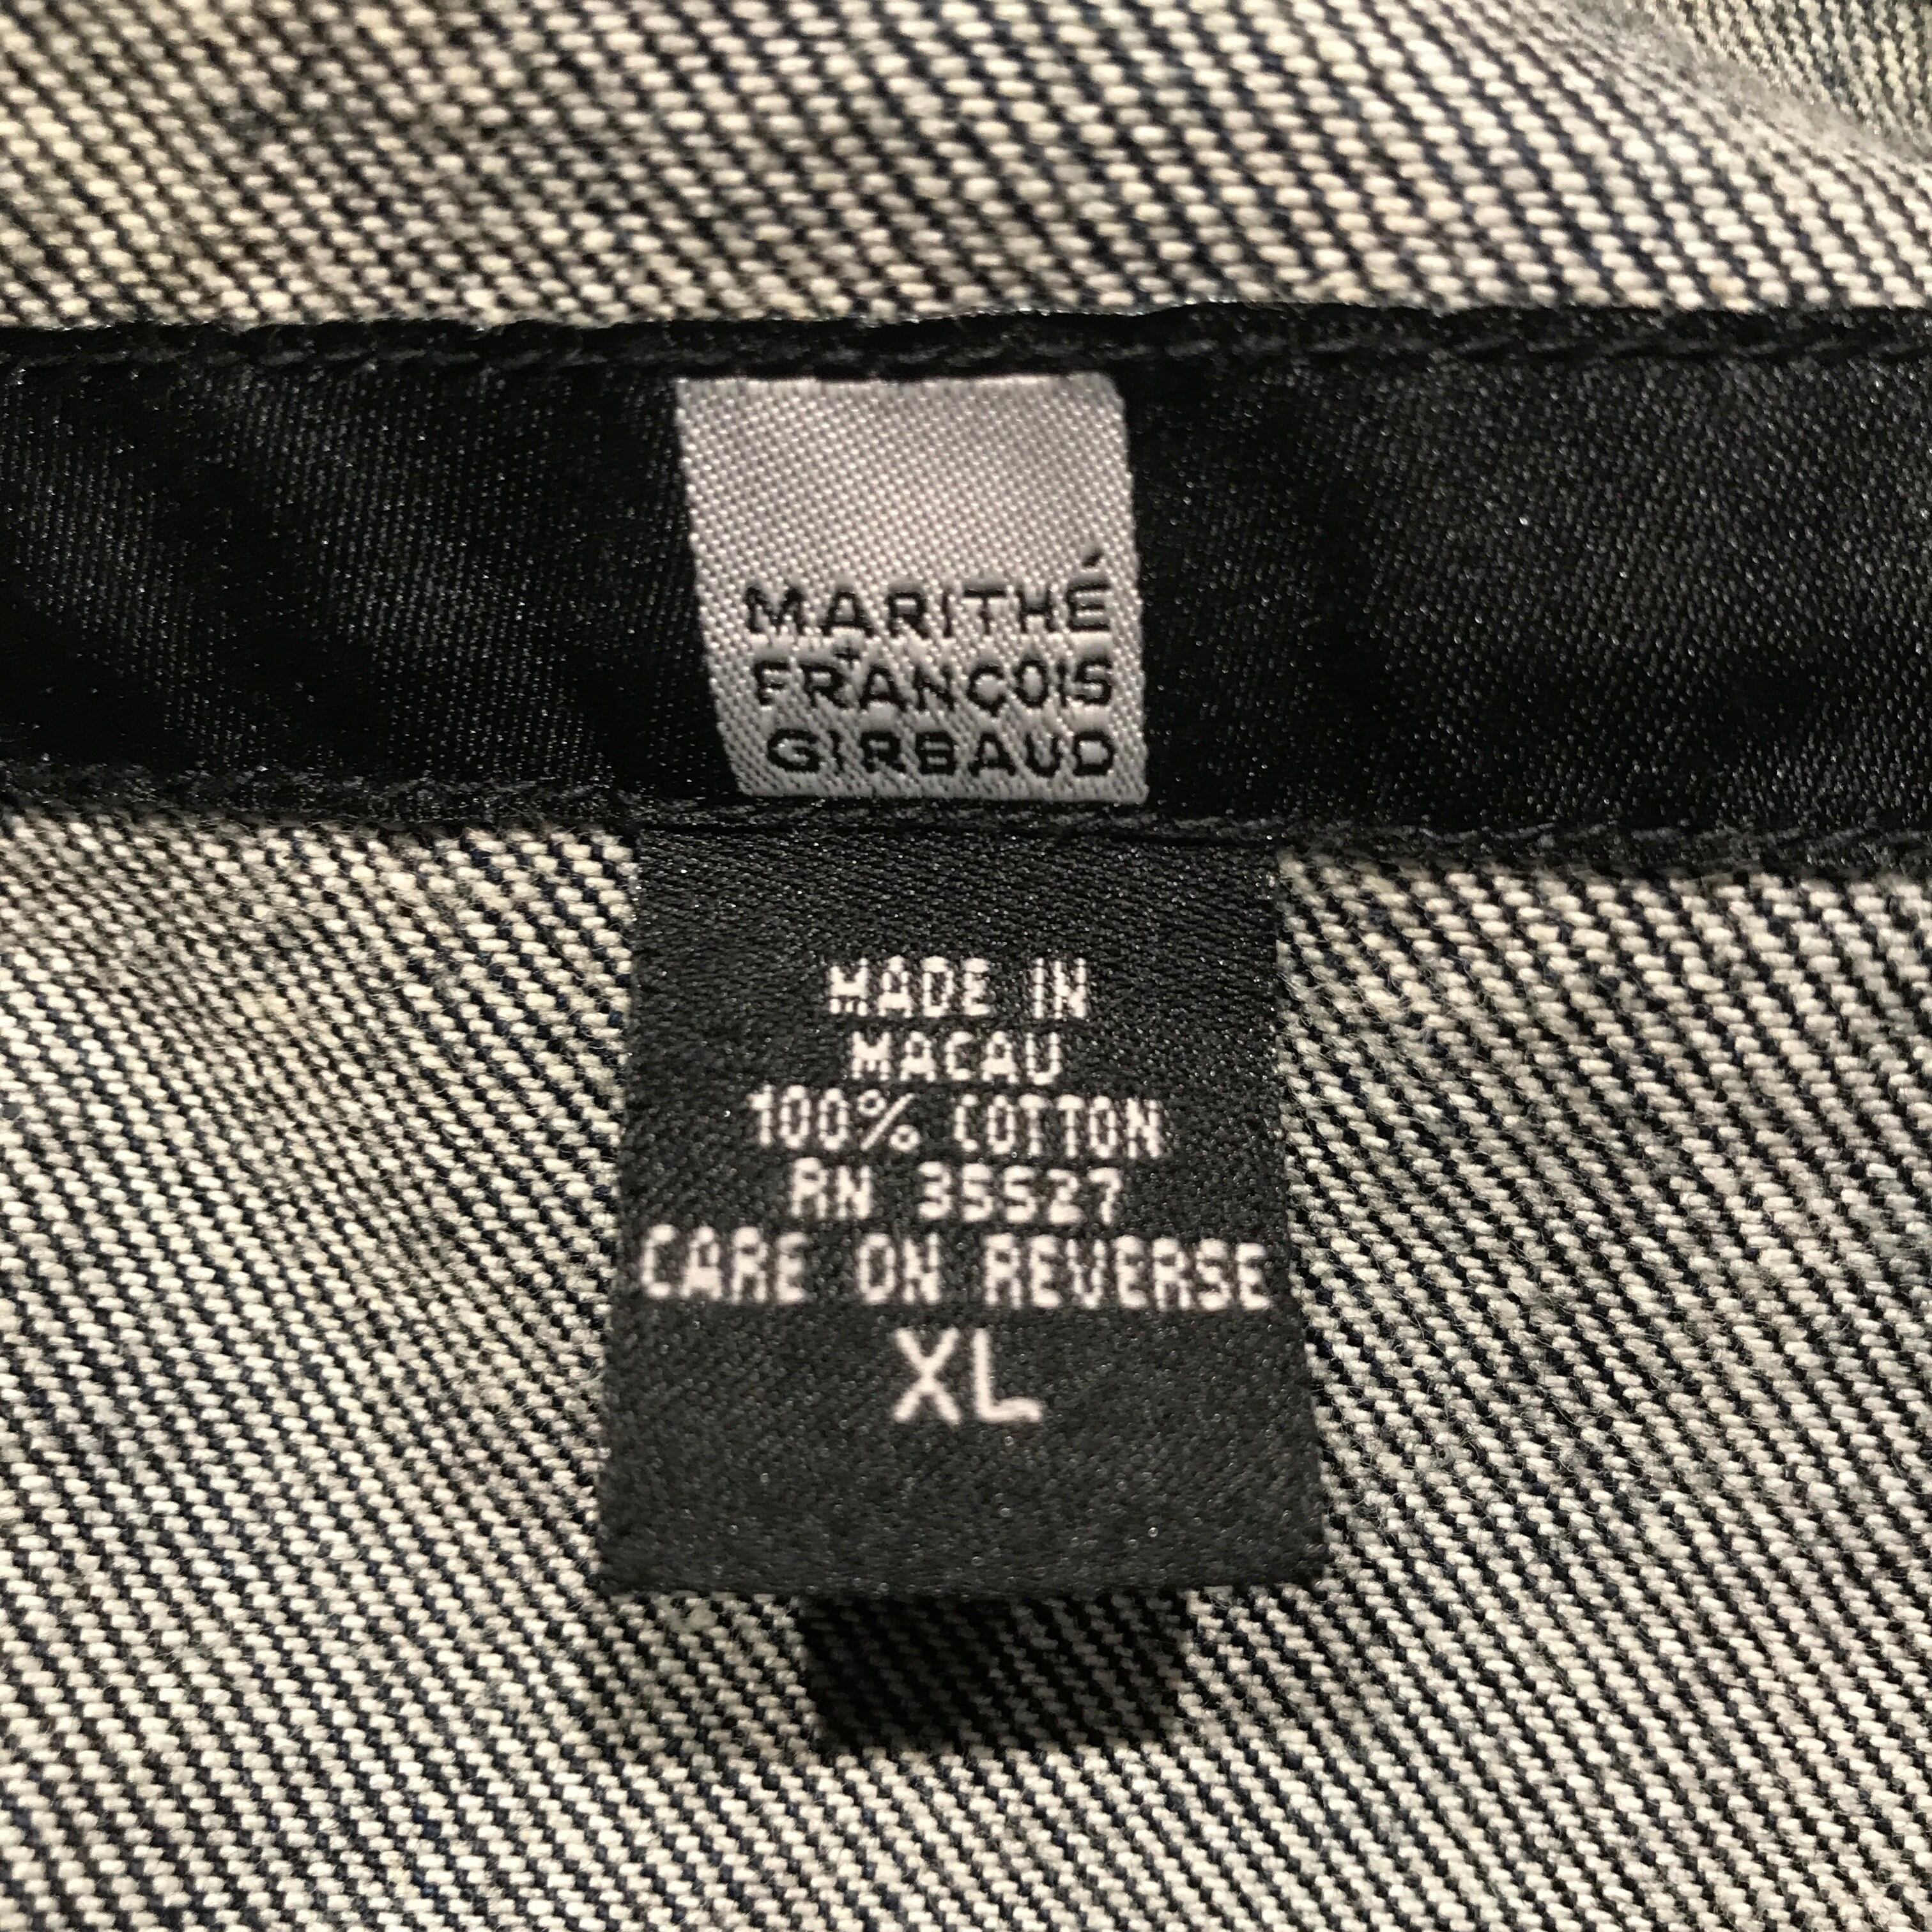 MARITHÉ
+
FRANÇOIS
GIRBAUD
MADE IN
MACAU
100% COTTON
RN 35527
CARE ON REVERSE
XL